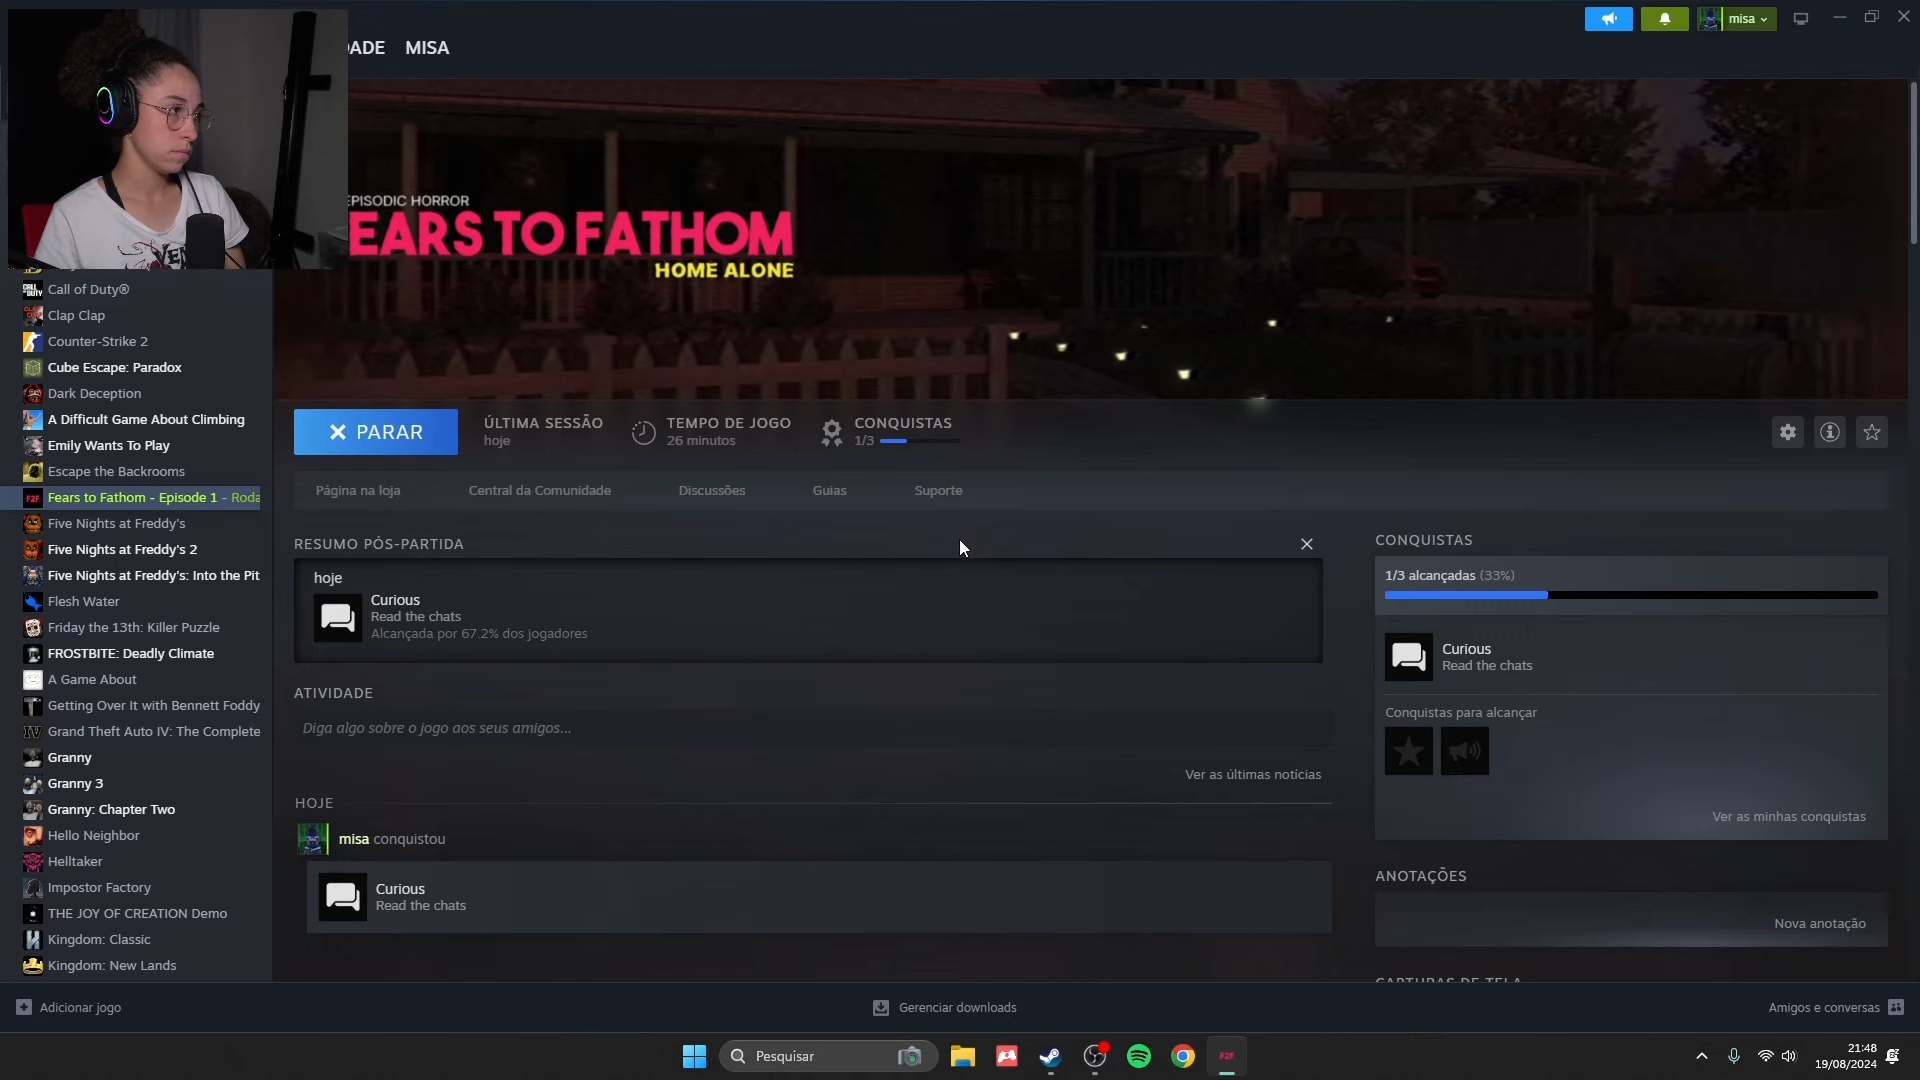 misa
DADE MISA
EPISODIC HORROR
EARS TO FATHOM
HOME ALONE
Call of Duty®
Clap Clap
Counter-Strike 2
Cube Escape: Paradox
Dark Deception
A Difficult Game About Climbing
Emily Wants To Play
Escape the Backrooms
F2F Fears to Fathom - Episode 1 - Roda
Five Nights at Freddy's
Five Nights at Freddy's 2
Five Nights at Freddy's: Into the Pit
Flesh Water
Friday the 13th: Killer Puzzle
FROSTBITE: Deadly Climate
A Game About
Getting Over It with Bennett Foddy
IV Grand Theft Auto IV: The Complete
Granny
Granny 3
Granny: Chapter Two
Hello Neighbor
Helltaker
Impostor Factory
THE JOY OF CREATION Demo
Kingdom: Classic
Kingdom: New Lands
PARAR
ÚLTIMA SESSÃO
hoje
TEMPO DE JOGO
26 minutos
CONQUISTAS
1/3
Página na loja
Central da Comunidade
Discussões
Guias
Suporte
RESUMO PÓS-PARTIDA
hoje
Curious
Read the chats
Alcançada por 67.2% dos jogadores
ATIVIDADE
Diga algo sobre o jogo aos seus amigos...
Ver as últimas notícias
HOJE
misa conquistou
Curious
Read the chats
CONQUISTAS
1/3 alcançadas (33%)
Curious
Read the chats
Conquistas para alcançar
Ver as minhas conquistas
ANOTAÇÕES
Nova anotação
CAPTURAS DE TELA
Adicionar jogo
Gerenciar downloads
Amigos e conversas
Pesquisar
F2F
21:48
19/08/2024